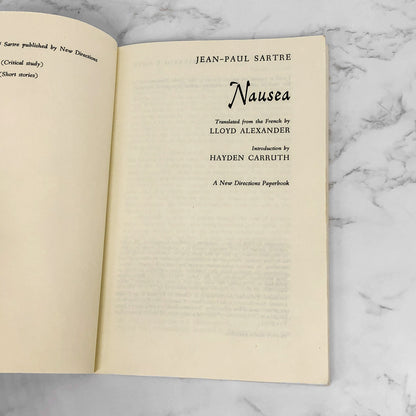 Sartre published by New Directions
(Critical study)
(Short stories)
JEAN-PAUL SARTRE
Nausea
Translated from the French by
LLOYD ALEXANDER
Introduction by
HAYDEN CARRUTH
A New Directions Paperbook